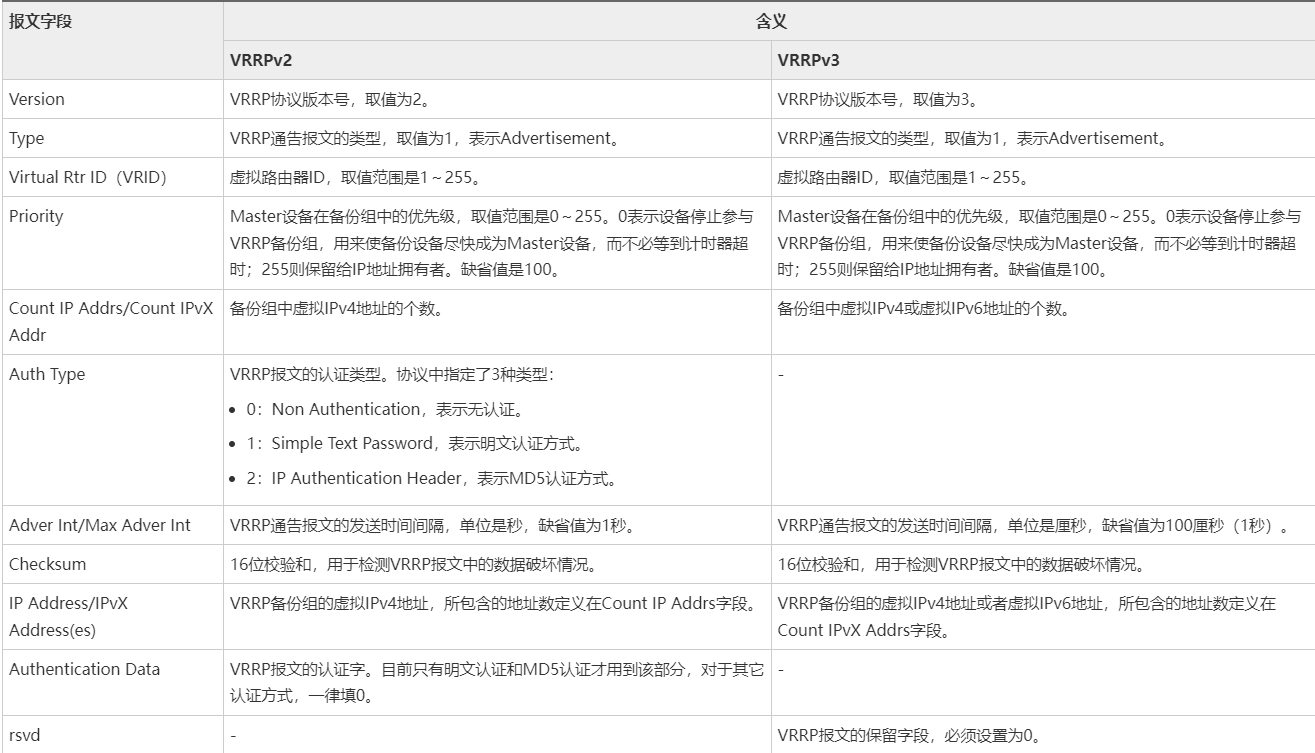 报文字段
含义
VRRPv2
VRRPv3
Version
VRRP协议版本号，取值为2。
VRRP协议版本号，取值为3。
Type
VRRP通告报文的类型，取值为1，表示Advertisement。
VRRP通告报文的类型，取值为1，表示Advertisement。
Virtual Rtr ID（VRID）
虚拟路由器ID，取值范围是1～255。
虚拟路由器ID，取值范围是1～255。
Priority
Master设备在备份组中的优先级，取值范围是0～255。0表示设备停止参与
VRRP备份组，用来使备份设备尽快成为Master设备，而不必等到计时器超
时；255则保留给IP地址拥有者。缺省值是100。
Master设备在备份组中的优先级，取值范围是0～255。0表示设备停止参与
VRRP备份组，用来使备份设备尽快成为Master设备，而不必等到计时器超
时；255则保留给IP地址拥有者。缺省值是100。
Count IP Addrs/Count IPvX
Addr
备份组中虚拟IPv4地址的个数。
备份组中虚拟IPv4或虚拟IPv6地址的个数。
Auth Type
VRRP报文的认证类型。协议中指定了3种类型：
• 0：Non Authentication，表示无认证。
• 1：Simple Text Password，表示明文认证方式。
• 2：IP Authentication Header，表示MD5认证方式。
-
Adver Int/Max Adver Int
VRRP通告报文的发送时间间隔，单位是秒，缺省值为1秒。
VRRP通告报文的发送时间间隔，单位是厘秒，缺省值为100厘秒（1秒）。
Checksum
16位校验和，用于检测VRRP报文中的数据破坏情况。
16位校验和，用于检测VRRP报文中的数据破坏情况。
IP Address/IPvX
Address(es)
VRRP备份组的虚拟IPv4地址，所包含的地址数定义在Count IP Addrs字段。
VRRP备份组的虚拟IPv4地址或者虚拟IPv6地址，所包含的地址数定义在
Count IPvX Addrs字段。
Authentication Data
VRRP报文的认证字。目前只有明文认证和MD5认证才用到该部分，对于其它
认证方式，一律填0。
-
rsvd
-
VRRP报文的保留字段，必须设置为0。